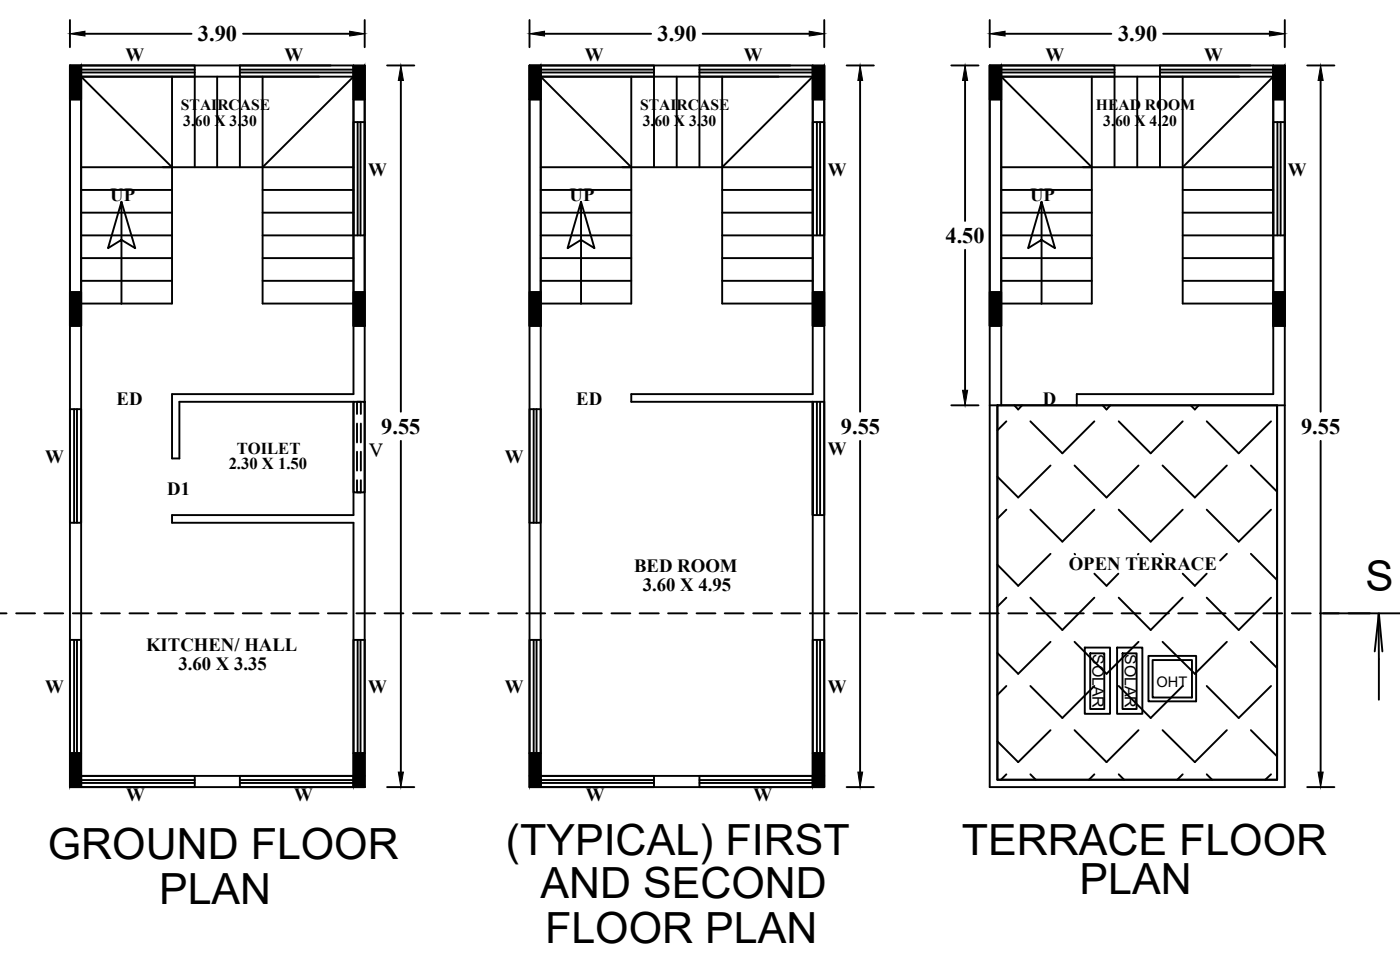 3.90
W
W
STAIRCASE
3.60 X 3.30
W
UP
ED
9.55
TOILET
2.30 X 1.50
V
W
D1
KITCHEN/ HALL
3.60 X 3.35
W
W
W
W
GROUND FLOOR
PLAN
3.90
W
W
STAIRCASE
3.60 X 3.30
W
UP
ED
9.55
W
W
BED ROOM
3.60 X 4.95
W
W
W
W
(TYPICAL) FIRST
AND SECOND
FLOOR PLAN
3.90
W
W
HEAD ROOM
3.60 X 4.20
W
UP
4.50
D
9.55
OPEN TERRACE
S
SOLAR
SOLAR
OHT
TERRACE FLOOR
PLAN